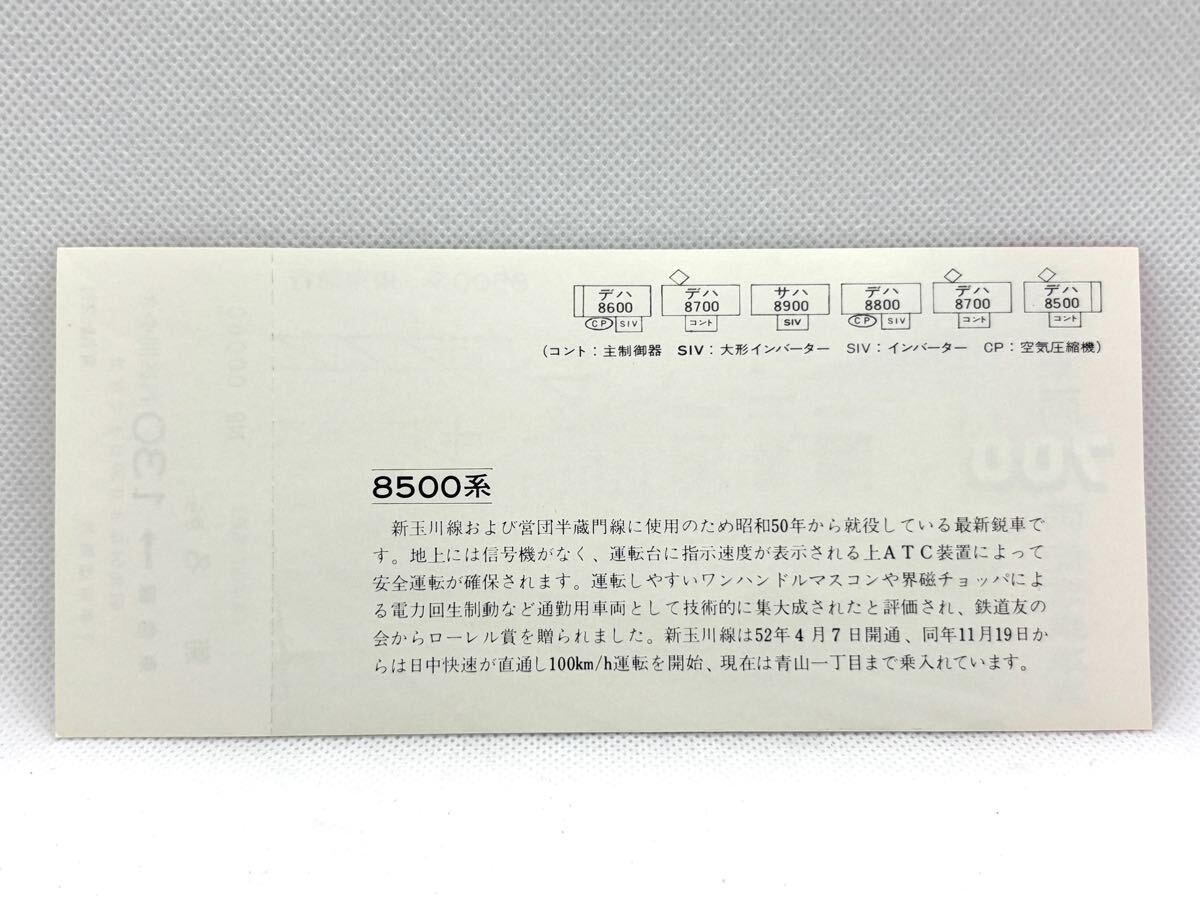 デハ デハ サハ デハ デハ デハ
8600 8700 8900 8800 8700 8500
CP SIV コント SIV CP SIV コント コント
(コント：主制御器 SIV：大形インバーター SIV：インバーター CP：空気圧縮機)
8500系
新玉川線および営団半蔵門線に使用のため昭和50年から就役している最新鋭車で
す。地上には信号機がなく、運転台に指示速度が表示される上ATC装置によって
安全運転が確保されます。運転しやすいワンハンドルマスコンや界磁チョッパによ
る電力回生制動など通勤用車両として技術的に集大成されたと評価され、鉄道友の
会からローレル賞を贈られました。新玉川線は52年4月7日開通、同年11月19日か
らは日中快速が直通し100km/h運転を開始、現在は青山一丁目まで乗入れています。